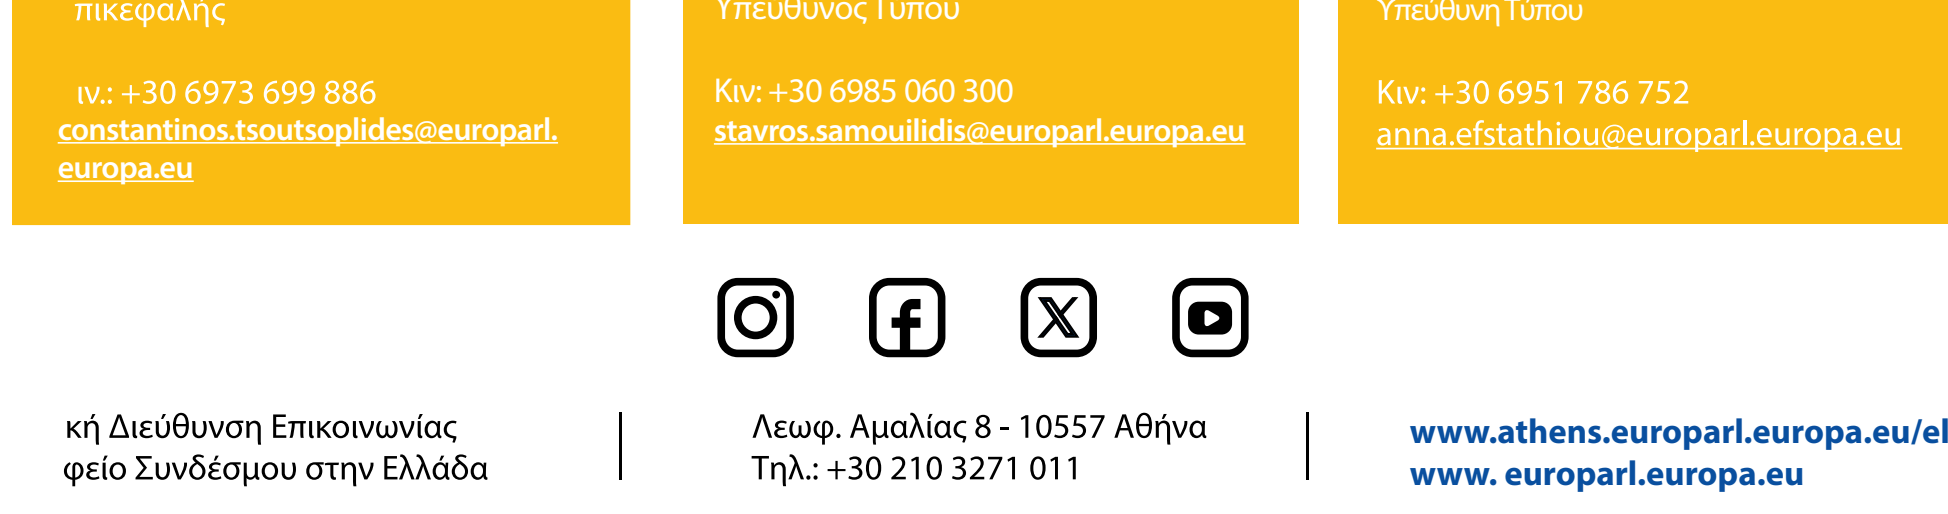 πικεφαλής
ιν.: +30 6973 699 886
constantinos.tsoutsoplides@europarl.
europa.eu
Υπεύθυνος Τύπου
Κιν: +30 6985 060 300
stavros.samouilidis@europarl.europa.eu
Υπεύθυνη Τύπου
Κιν: +30 6951 786 752
anna.efstathiou@europarl.europa.eu
κή Διεύθυνση Επικοινωνίας
φείο Συνδέσμου στην Ελλάδα
Λεωφ. Αμαλίας 8 - 10557 Αθήνα
Τηλ.: +30 210 3271 011
www.athens.europarl.europa.eu/el
www. europarl.europa.eu